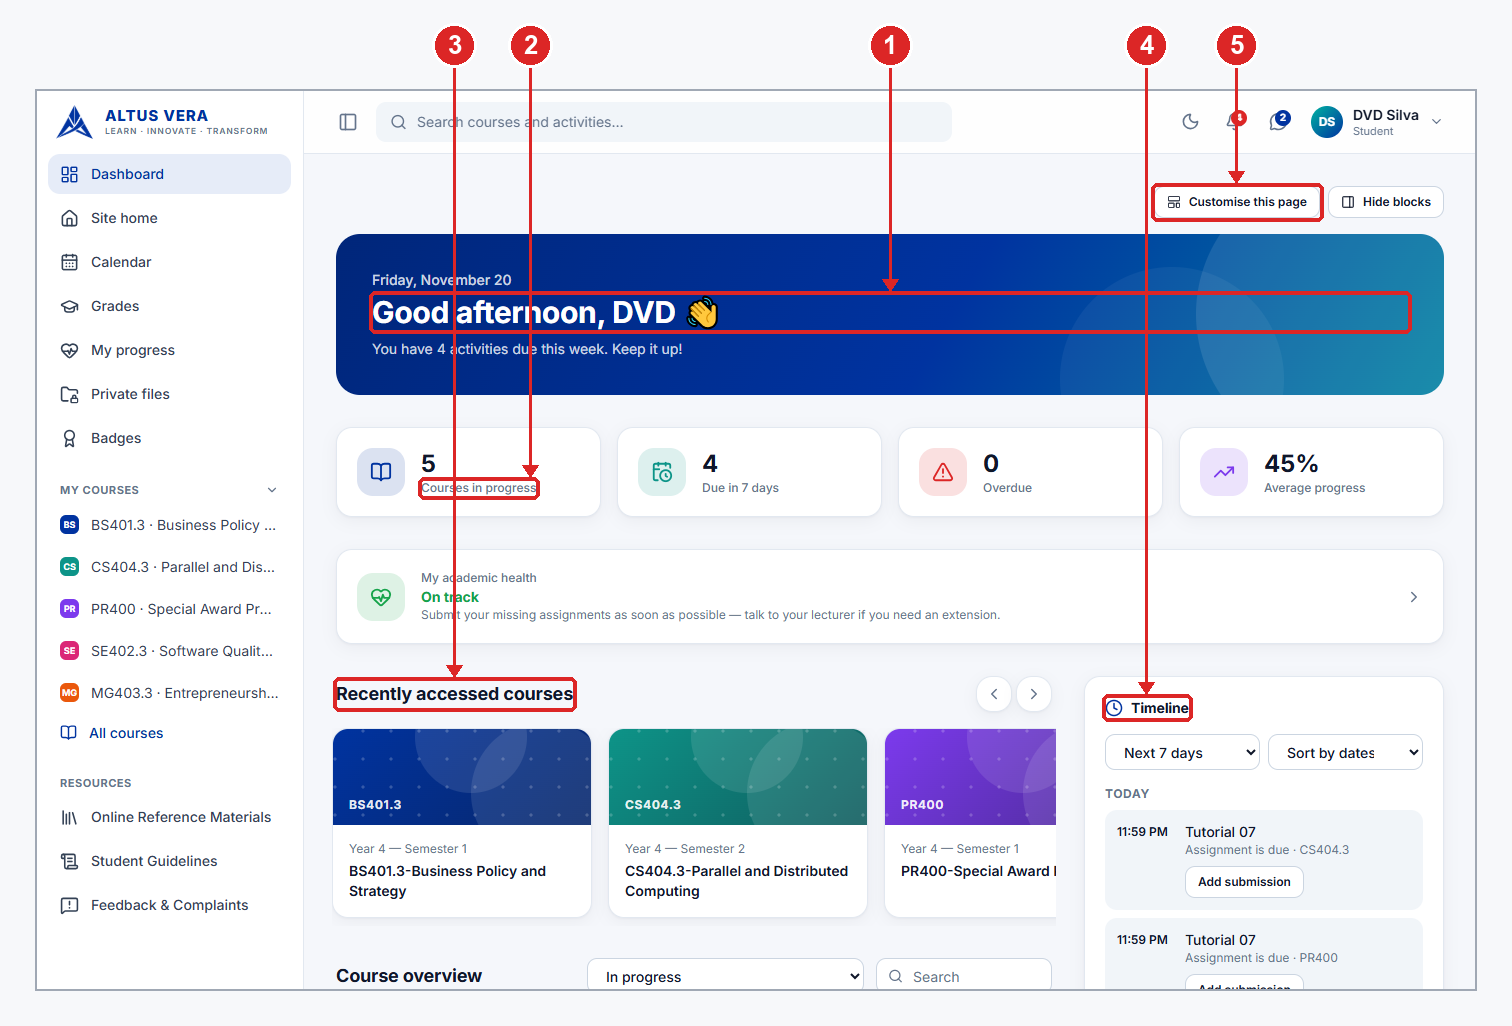 3
2
1
4
5
ALTUS VERA
LEARN · INNOVATE · TRANSFORM
Search courses and activities...
4
2
DS
DVD Silva
Student
Dashboard
Site home
Calendar
Grades
My progress
Private files
Badges
MY COURSES
BS BS401.3 · Business Policy ...
CS CS404.3 · Parallel and Dis...
PR PR400 · Special Award Pr...
SE SE402.3 · Software Qualit...
MG MG403.3 · Entrepreneursh...
All courses
RESOURCES
Online Reference Materials
Student Guidelines
Feedback & Complaints
Customise this page
Hide blocks
Friday, November 20
Good afternoon, DVD 👋
You have 4 activities due this week. Keep it up!
5
Courses in progress
4
Due in 7 days
0
Overdue
45%
Average progress
My academic health
On track
Submit your missing assignments as soon as possible — talk to your lecturer if you need an extension.
Recently accessed courses
BS401.3
Year 4 — Semester 1
BS401.3-Business Policy and
Strategy
CS404.3
Year 4 — Semester 2
CS404.3-Parallel and Distributed
Computing
PR400
Year 4 — Semester 1
PR400-Special Award
Course overview
In progress
Search
Timeline
Next 7 days
Sort by dates
TODAY
11:59 PM
Tutorial 07
Assignment is due · CS404.3
Add submission
11:59 PM
Tutorial 07
Assignment is due · PR400
Add submission